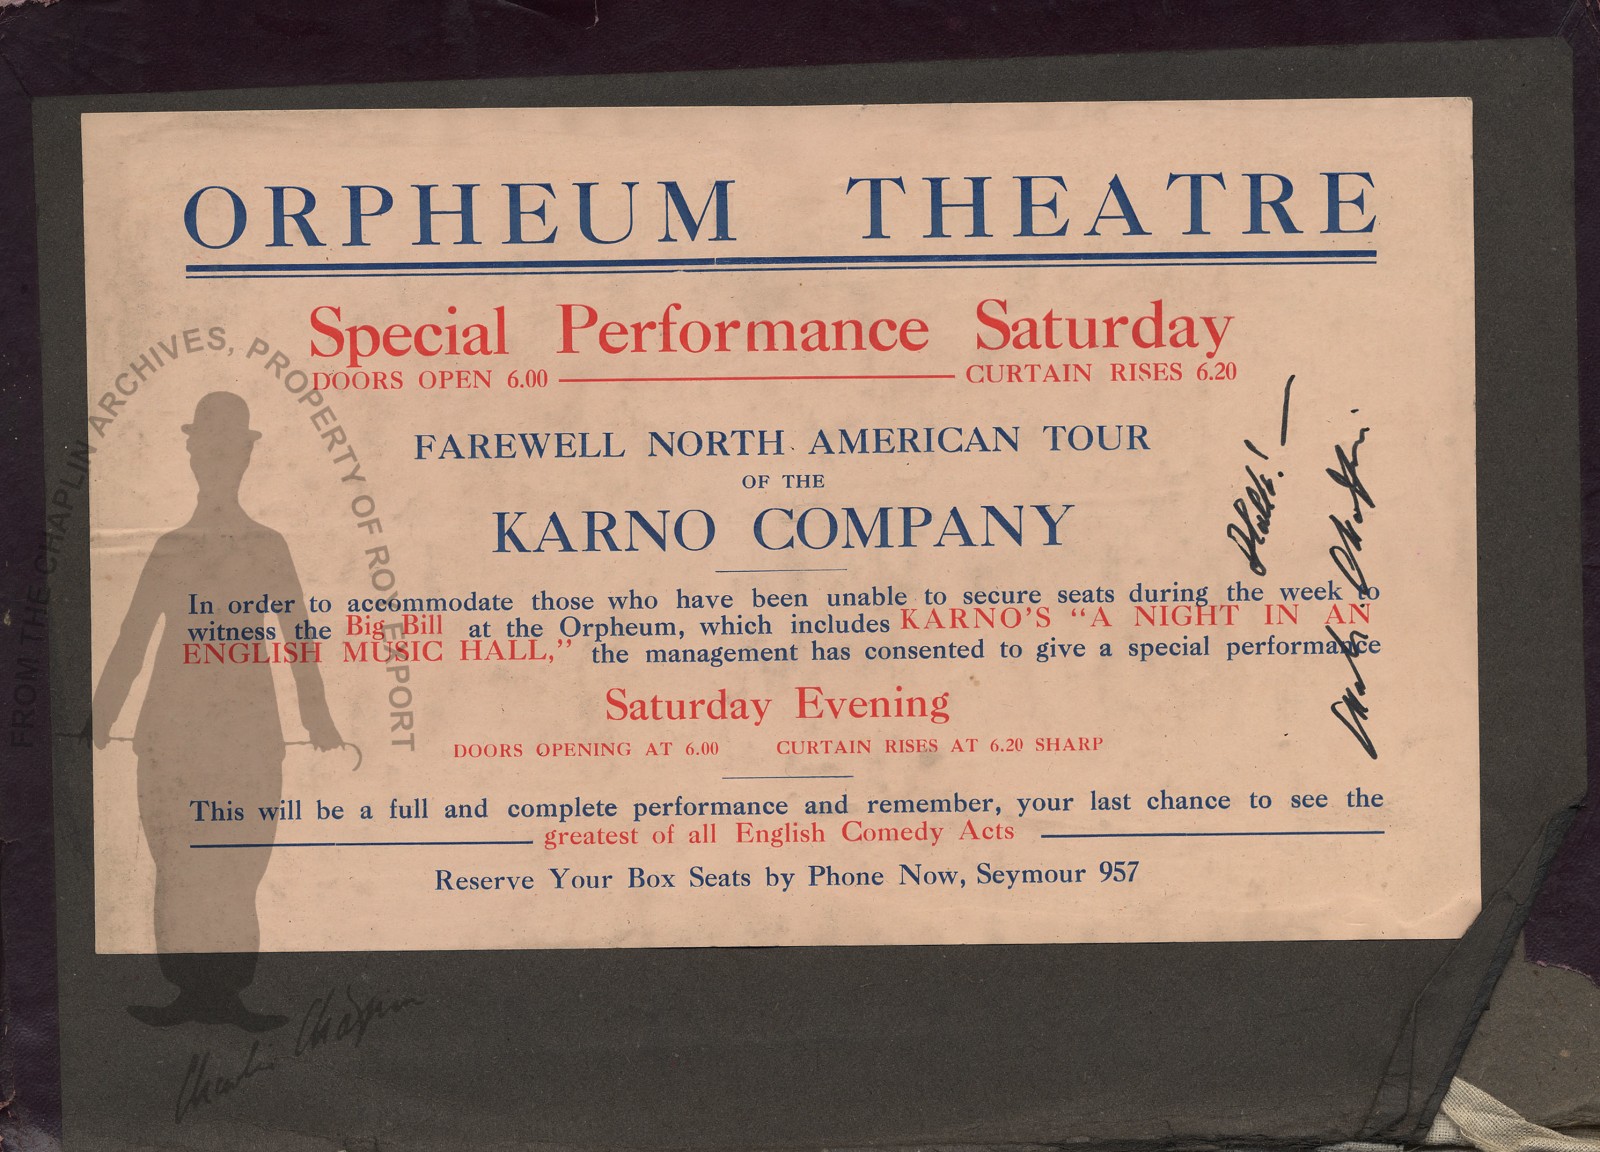 ORPHEUM THEATRE
Special Performance Saturday
DOORS OPEN 6.00 CURTAIN RISES 6.20
FAREWELL NORTH AMERICAN TOUR
OF THE
KARNO COMPANY
In order to accommodate those who have been unable to secure seats during the week to
witness the Big Bill at the Orpheum, which includes KARNO'S “A NIGHT IN AN
ENGLISH MUSIC HALL,” the management has consented to give a special performance
Saturday Evening
DOORS OPENING AT 6.00 CURTAIN RISES AT 6.20 SHARP
This will be a full and complete performance and remember, your last chance to see the
greatest of all English Comedy Acts
Reserve Your Box Seats by Phone Now, Seymour 957
Charlie Chaplin
FROM THE CHAPLIN ARCHIVES, PROPERTY OF ROY EXPORT
Charlie Chaplin